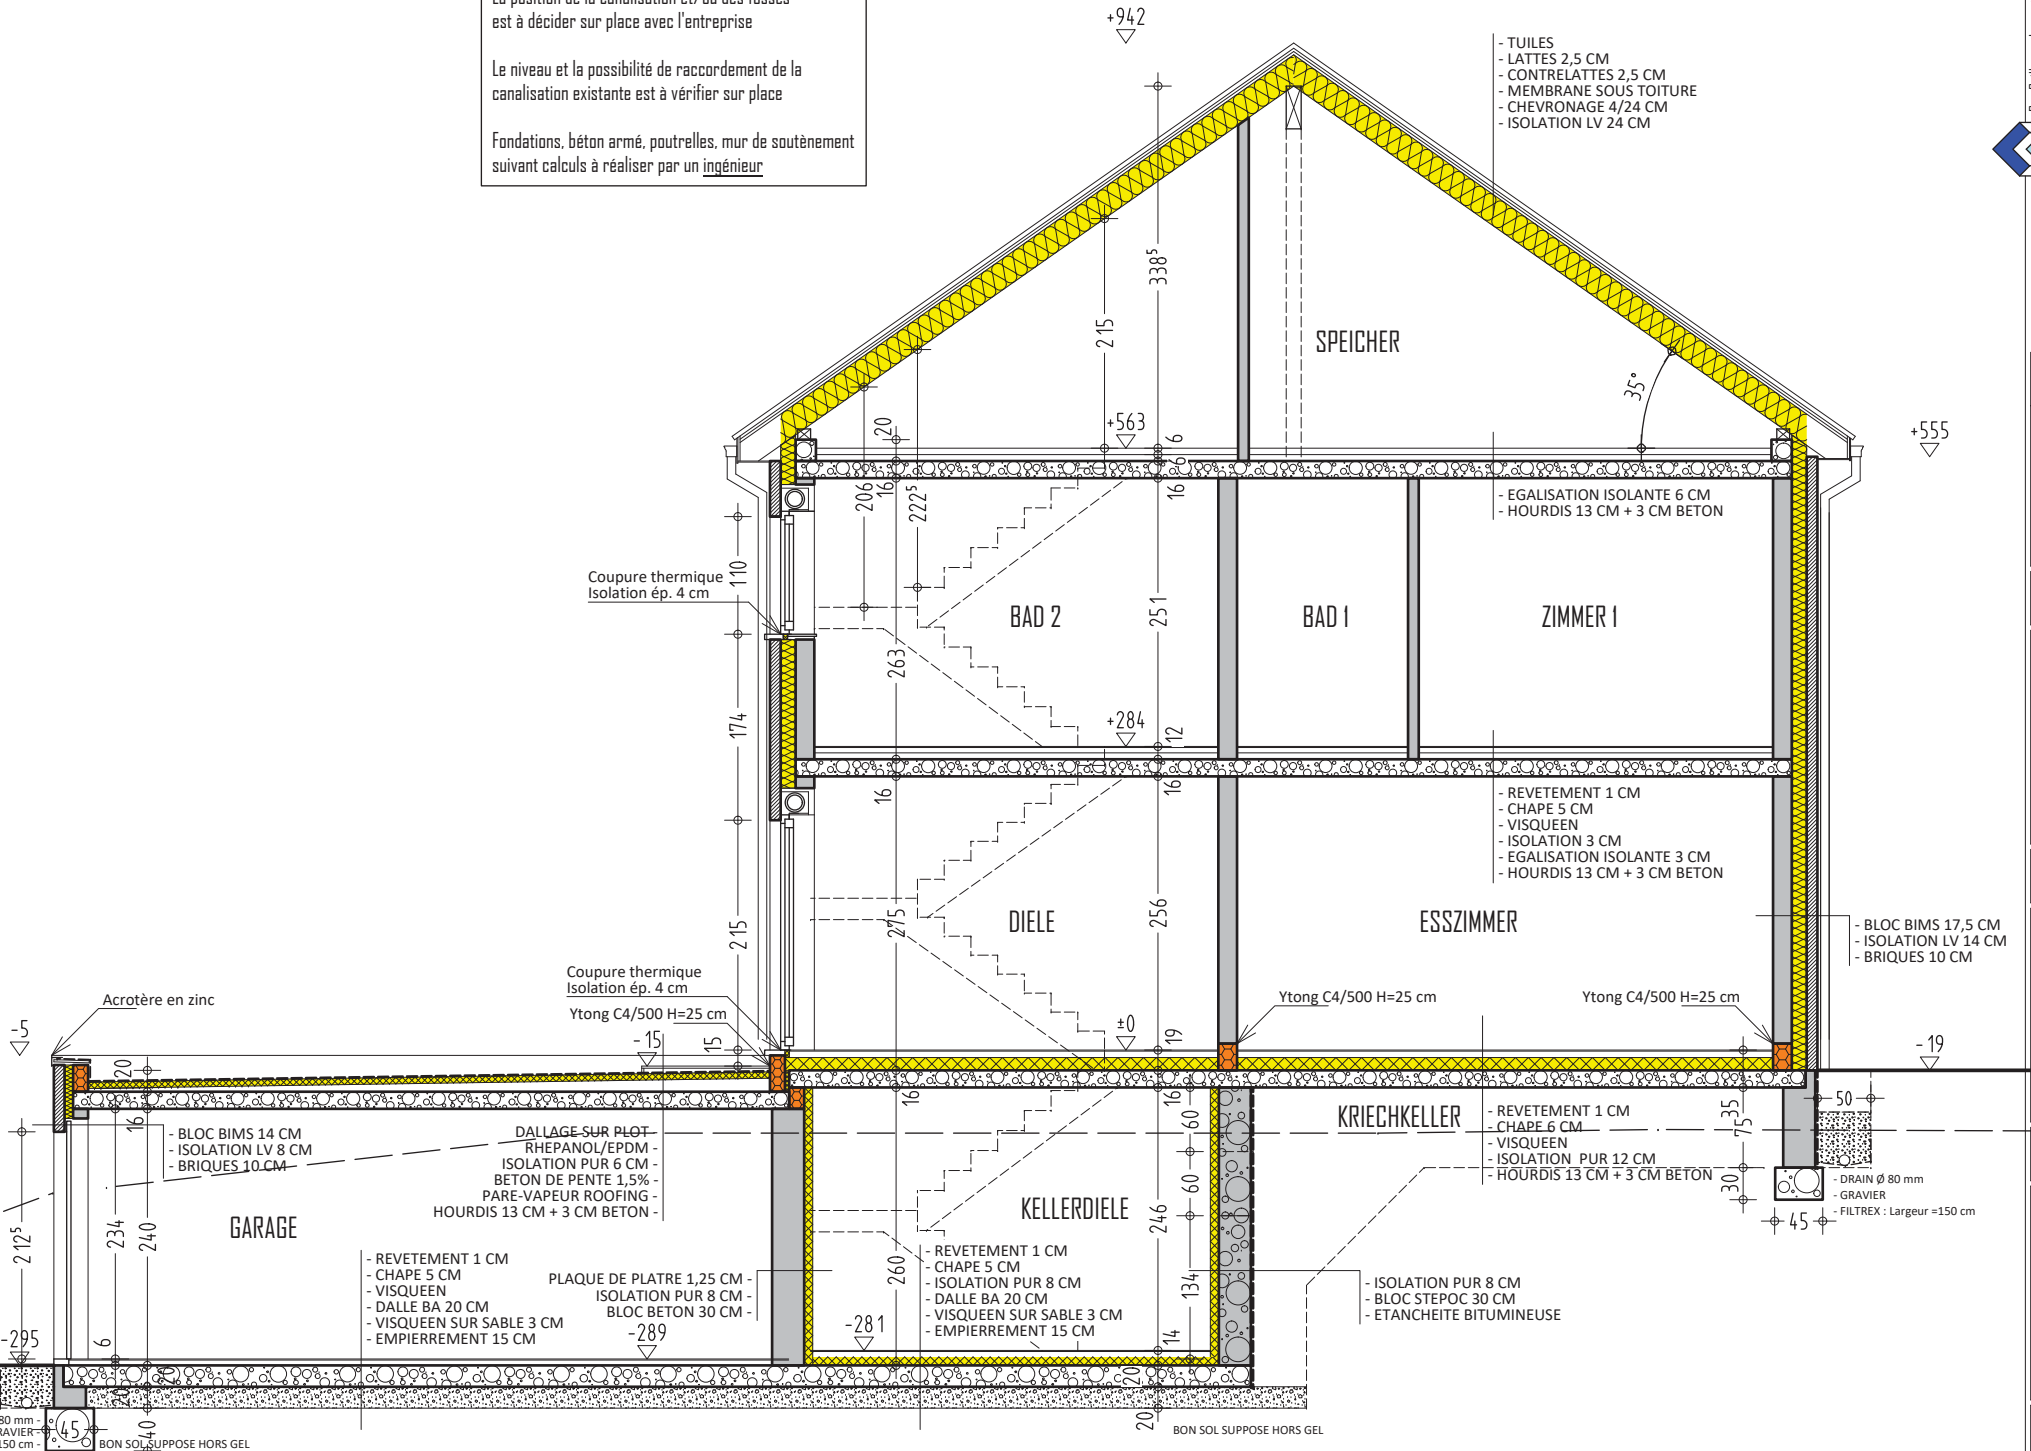 est à décider sur place avec l'entreprise
Le niveau et la possibilité de raccordement de la
canalisation existante est à vérifier sur place
Fondations, béton armé, poutrelles, mur de soutènement
suivant calculs à réaliser par un ingénieur
+942
- TUILES
- LATTES 2,5 CM
- CONTRELATTES 2,5 CM
- MEMBRANE SOUS TOITURE
- CHEVRONAGE 4/24 CM
- ISOLATION LV 24 CM
338⁵
215
SPEICHER
35°
+563
+555
20
6
6
16
206
222⁵
16
- EGALISATION ISOLANTE 6 CM
- HOURDIS 13 CM + 3 CM BETON
110
Coupure thermique
Isolation ép. 4 cm
BAD 2
251
BAD 1
ZIMMER 1
263
174
+284
12
16
16
- REVETEMENT 1 CM
- CHAPE 5 CM
- VISQUEEN
- ISOLATION 3 CM
- EGALISATION ISOLANTE 3 CM
- HOURDIS 13 CM + 3 CM BETON
215
275
DIELE
256
ESSZIMMER
- BLOC BIMS 17,5 CM
- ISOLATION LV 14 CM
- BRIQUES 10 CM
Coupure thermique
Isolation ép. 4 cm
Ytong C4/500 H=25 cm
Ytong C4/500 H=25 cm
Ytong C4/500 H=25 cm
Acrotère en zinc
-5
-15
15
±0
19
-19
20
16
16
16
60
KRIECHKELLER
35
75
30
50
45
- REVETEMENT 1 CM
- CHAPE 6 CM
- VISQUEEN
- ISOLATION PUR 12 CM
- HOURDIS 13 CM + 3 CM BETON
- DRAIN Ø 80 mm
- GRAVIER
- FILTREX : Largeur =150 cm
- BLOC BIMS 14 CM
- ISOLATION LV 8 CM
- BRIQUES 10 CM
DALLAGE SUR PLOT -
RHEPANOL/EPDM -
ISOLATION PUR 6 CM -
BETON DE PENTE 1,5% -
PARE-VAPEUR ROOFING -
HOURDIS 13 CM + 3 CM BETON -
212⁵
234
240
GARAGE
KELLERDIELE
246
60
260
134
- REVETEMENT 1 CM
- CHAPE 5 CM
- VISQUEEN
- DALLE BA 20 CM
- VISQUEEN SUR SABLE 3 CM
- EMPIERREMENT 15 CM
PLAQUE DE PLATRE 1,25 CM -
ISOLATION PUR 8 CM -
BLOC BETON 30 CM -
- REVETEMENT 1 CM
- CHAPE 5 CM
- ISOLATION PUR 8 CM
- DALLE BA 20 CM
- VISQUEEN SUR SABLE 3 CM
- EMPIERREMENT 15 CM
- ISOLATION PUR 8 CM
- BLOC STEPOC 30 CM
- ETANCHEITE BITUMINEUSE
-295
6
-289
-281
14
20
20
20
20
40
45
80 mm -
150 cm -
BON SOL SUPPOSE HORS GEL
BON SOL SUPPOSE HORS GEL